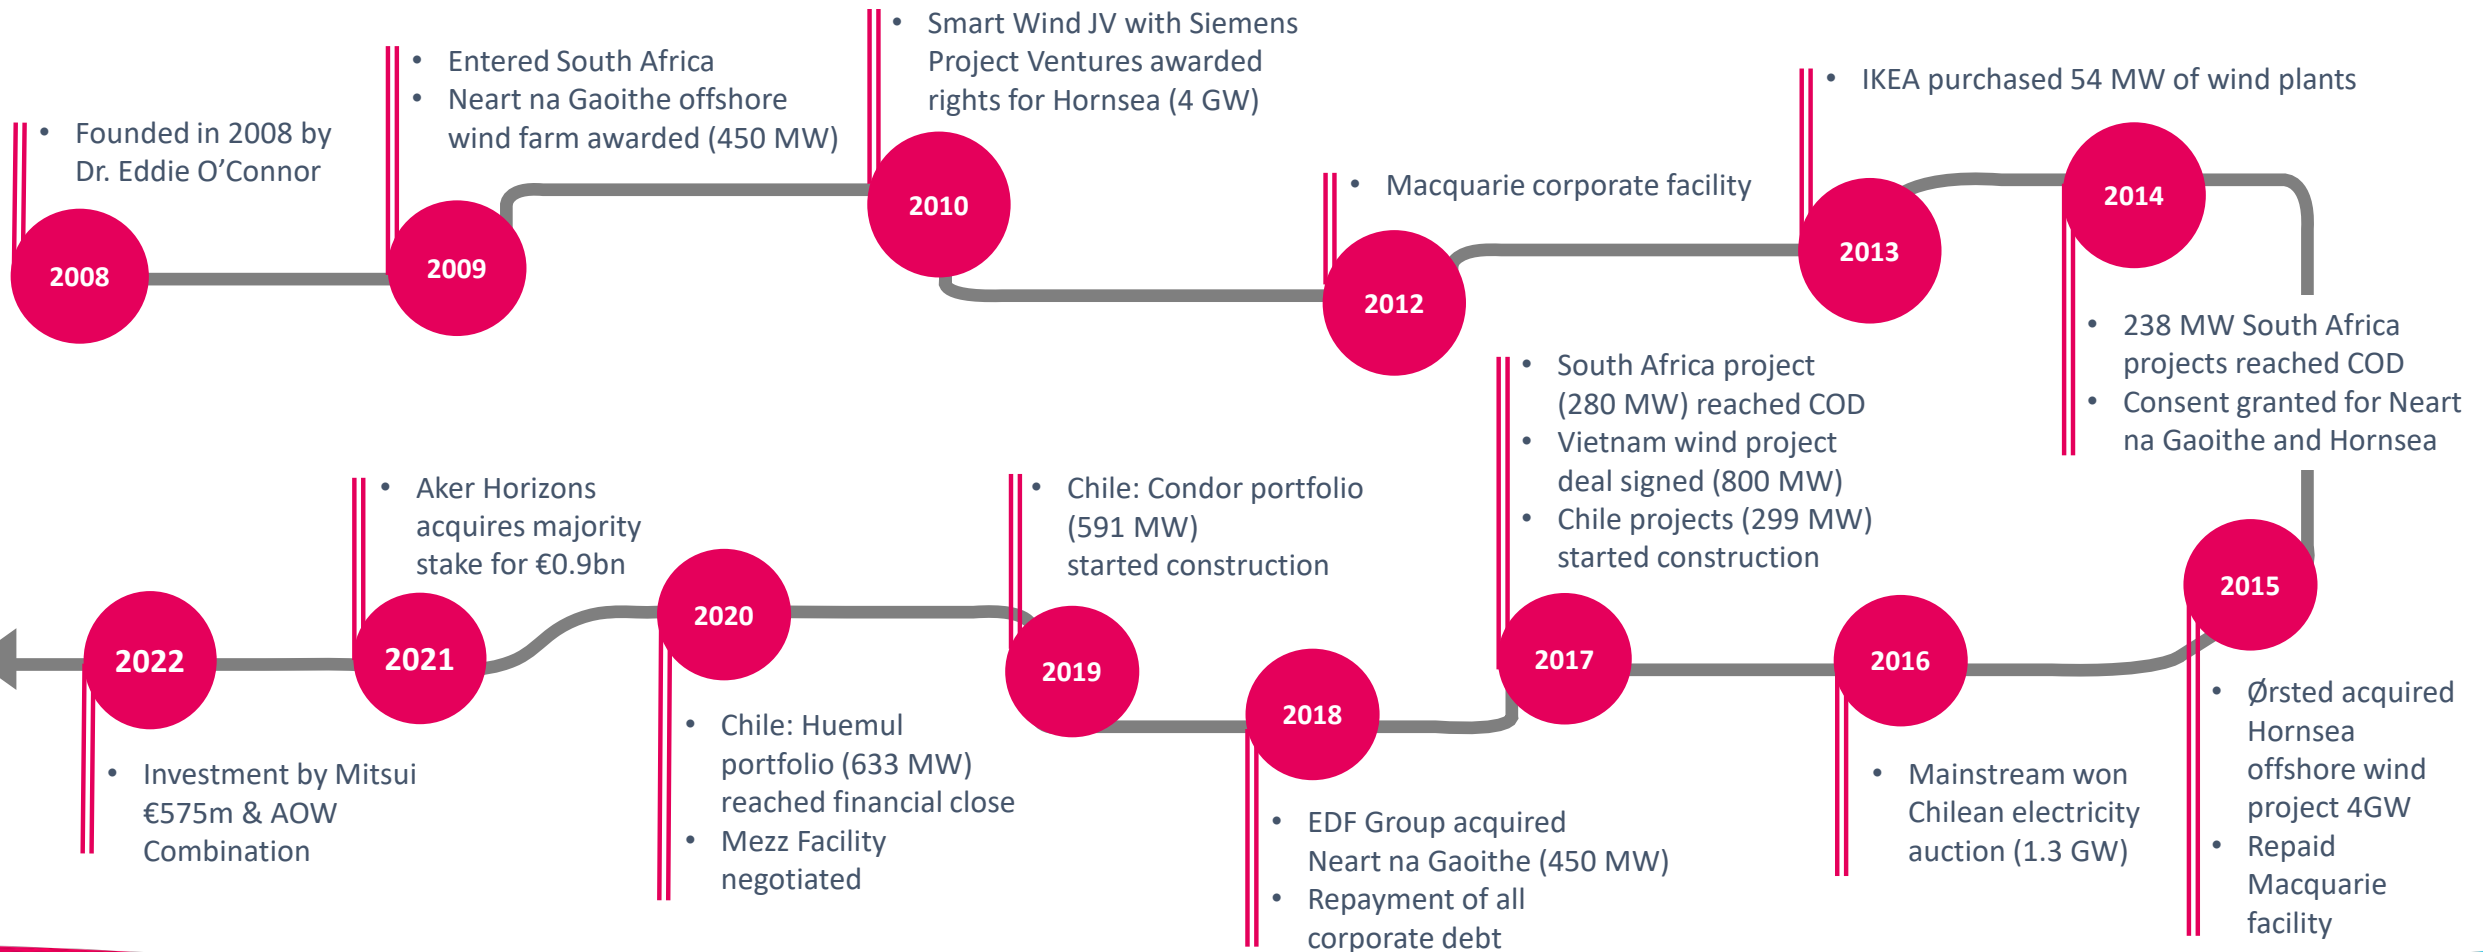 • Founded in 2008 by
Dr. Eddie O’Connor
2008
• Entered South Africa
• Neart na Gaoithe offshore
wind farm awarded (450 MW)
2009
• Smart Wind JV with Siemens
Project Ventures awarded
rights for Hornsea (4 GW)
2010
• Macquarie corporate facility
2012
• IKEA purchased 54 MW of wind plants
2013
2014
• 238 MW South Africa
projects reached COD
• Consent granted for Neart
na Gaoithe and Hornsea
2015
• Ørsted acquired
Hornsea
offshore wind
project 4GW
• Repaid
Macquarie
facility
2016
• Mainstream won
Chilean electricity
auction (1.3 GW)
• South Africa project
(280 MW) reached COD
• Vietnam wind project
deal signed (800 MW)
• Chile projects (299 MW)
started construction
2017
2018
• EDF Group acquired
Neart na Gaoithe (450 MW)
• Repayment of all
corporate debt
• Chile: Condor portfolio
(591 MW)
started construction
2019
2020
• Chile: Huemul
portfolio (633 MW)
reached financial close
• Mezz Facility
negotiated
• Aker Horizons
acquires majority
stake for €0.9bn
2021
2022
• Investment by Mitsui
€575m & AOW
Combination